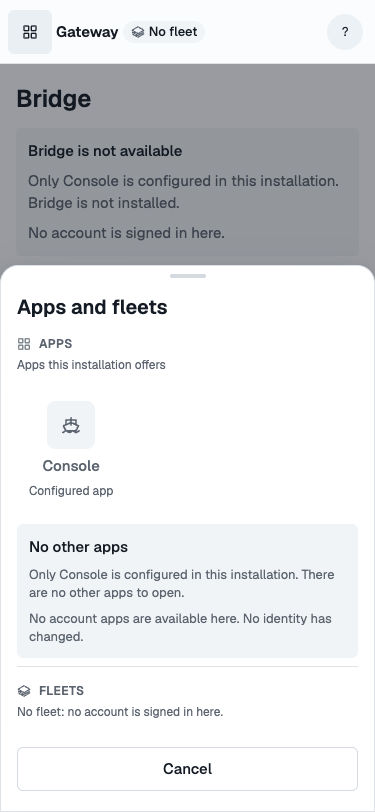 Gateway
No fleet
?
Bridge
Bridge is not available
Only Console is configured in this installation.
Bridge is not installed.
No account is signed in here.
Apps and fleets
APPS
Apps this installation offers
Console
Configured app
No other apps
Only Console is configured in this installation. There
are no other apps to open.
No account apps are available here. No identity has
changed.
FLEETS
No fleet: no account is signed in here.
Cancel